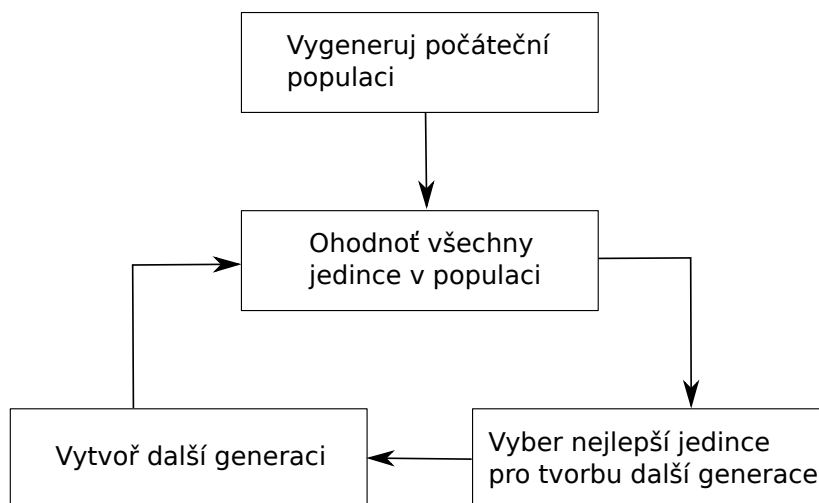 Vygeneruj počáteční
populaci
Ohodnoť všechny
jedince v populaci
Vytvoř další generaci
Vyber nejlepší jedince
pro tvorbu další generace